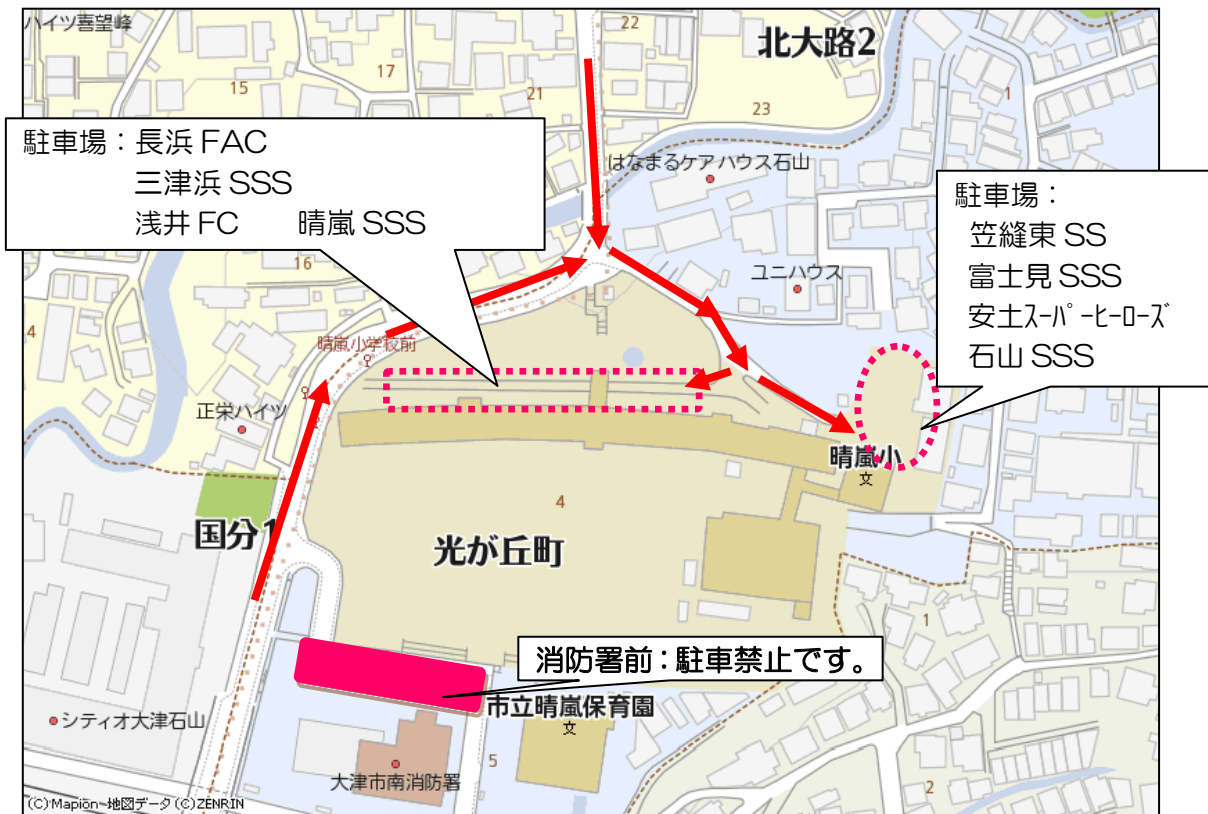 ハイツ喜望峰
22
北大路2
17
15
21
1
23
駐車場：長浜 FAC
三津浜 SSS
浅井 FC 晴嵐 SSS
はなまるケアハウス石山
駐車場：
笠縫東 SS
富士見 SSS
安土スーパーヒーローズ
石山 SSS
16
ユニハウス
4
晴嵐小学校前
正栄ハイツ
晴嵐小
文
4
国分1
光が丘町
1
消防署前：駐車禁止です。
市立晴嵐保育園
文
シティオ大津石山
5
大津市南消防署
2
(C)Mapion 地図データ (C)ZENRIN